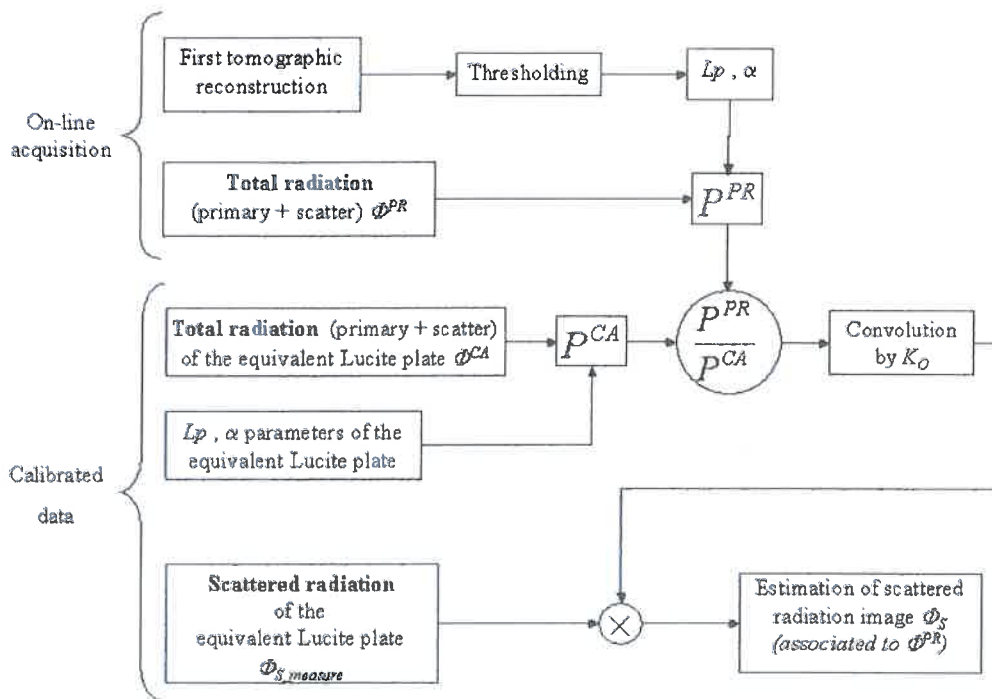 First tomographic
reconstruction
Thresholding
Lp , α
On-line
acquisition
Total radiation
(primary + scatter) Φ^PR
P^PR
Total radiation (primary + scatter)
of the equivalent Lucite plate Φ^CA
P^CA
P^PR
P^CA
Convolution
by K_O
Lp , α parameters of the
equivalent Lucite plate
Calibrated
data
Scattered radiation
of the
equivalent Lucite plate
Φ_S_measure
×
Estimation of scattered
radiation image Φ_S
(associated to Φ^PR)